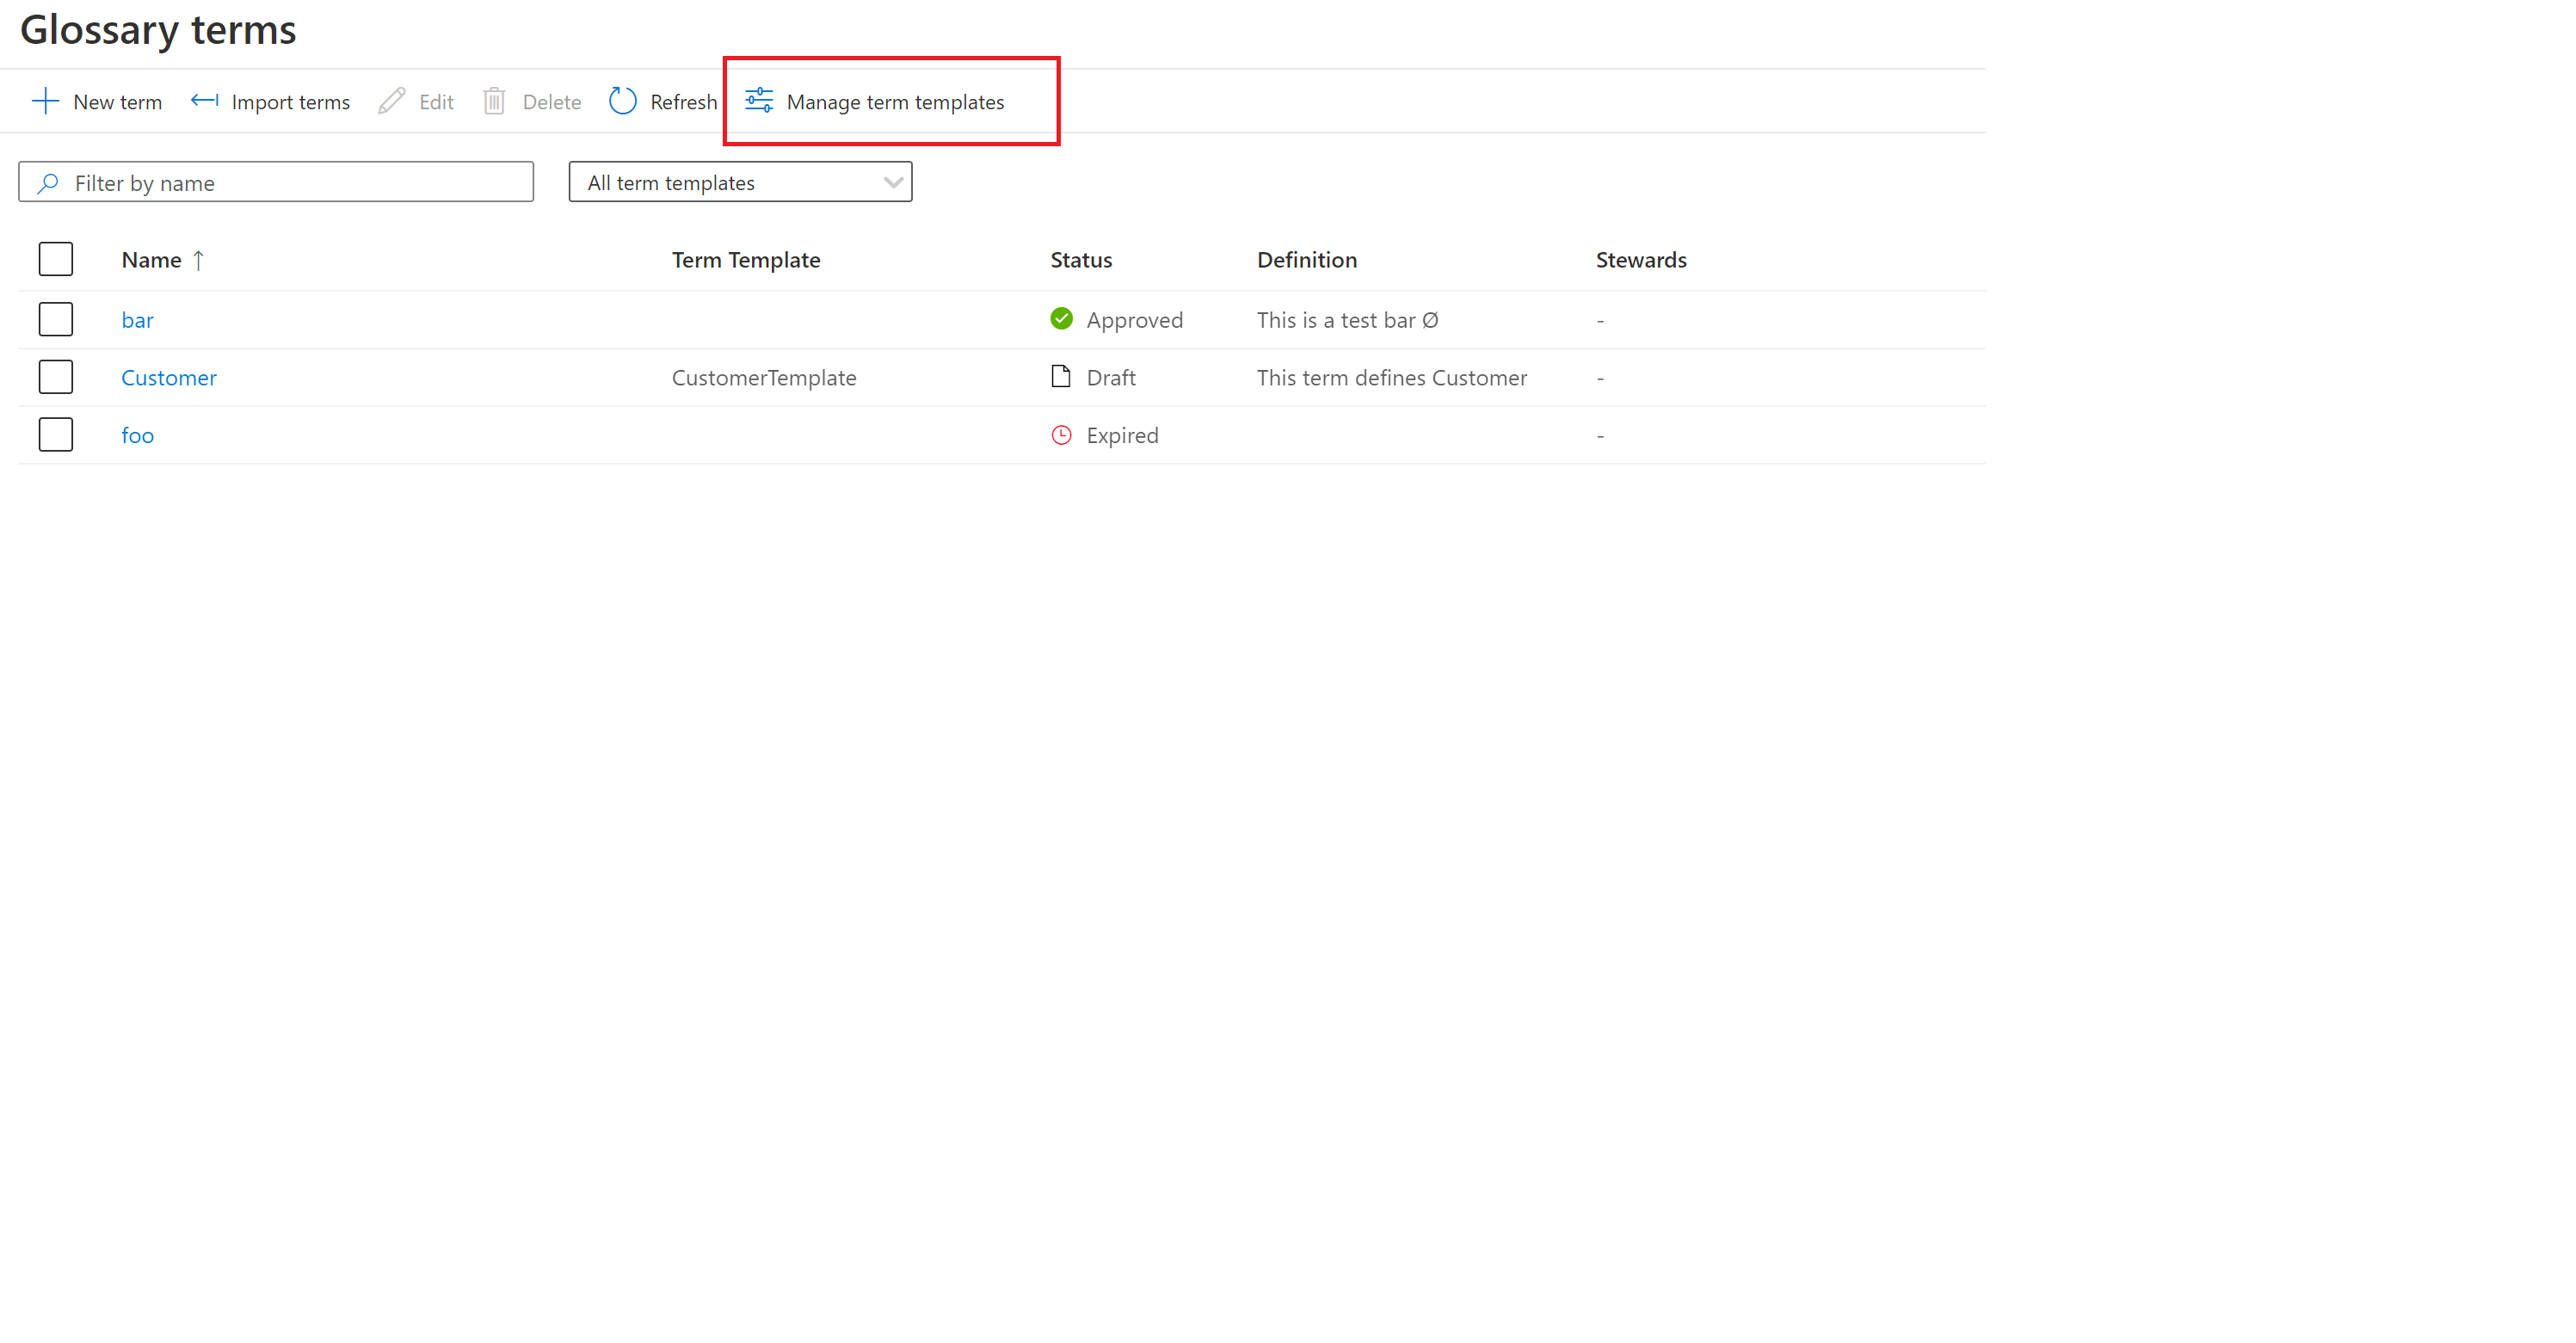 Glossary terms
New term Import terms Edit Delete Refresh Manage term templates
Filter by name All term templates
Name ↑ Term Template Status Definition Stewards
bar Approved This is a test bar Ø -
Customer CustomerTemplate Draft This term defines Customer -
foo Expired -